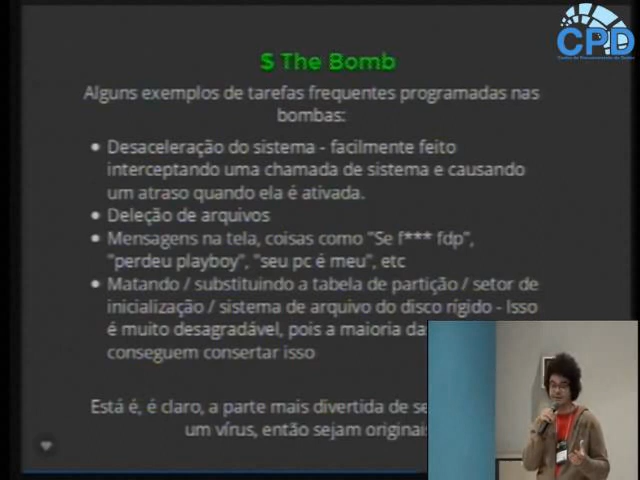 CPD
$ The Bomb
Alguns exemplos de tarefas frequentes programadas nas
bombas:
Desaceleração do sistema - facilmente feito
interceptando uma chamada de sistema e causando
um atraso quando ela é ativada.
Deleção de arquivos
Mensagens na tela, coisas como "Se f*** fdp",
"perdeu playboy", "seu pc é meu", etc
Matando / substituindo a tabela de partição / setor de
inicialização / sistema de arquivo do disco rígido - Isso
é muito desagradável, pois a maioria
conseguem consertar isso
Está é, é claro, a parte mais divertida de
um vírus, então sejam